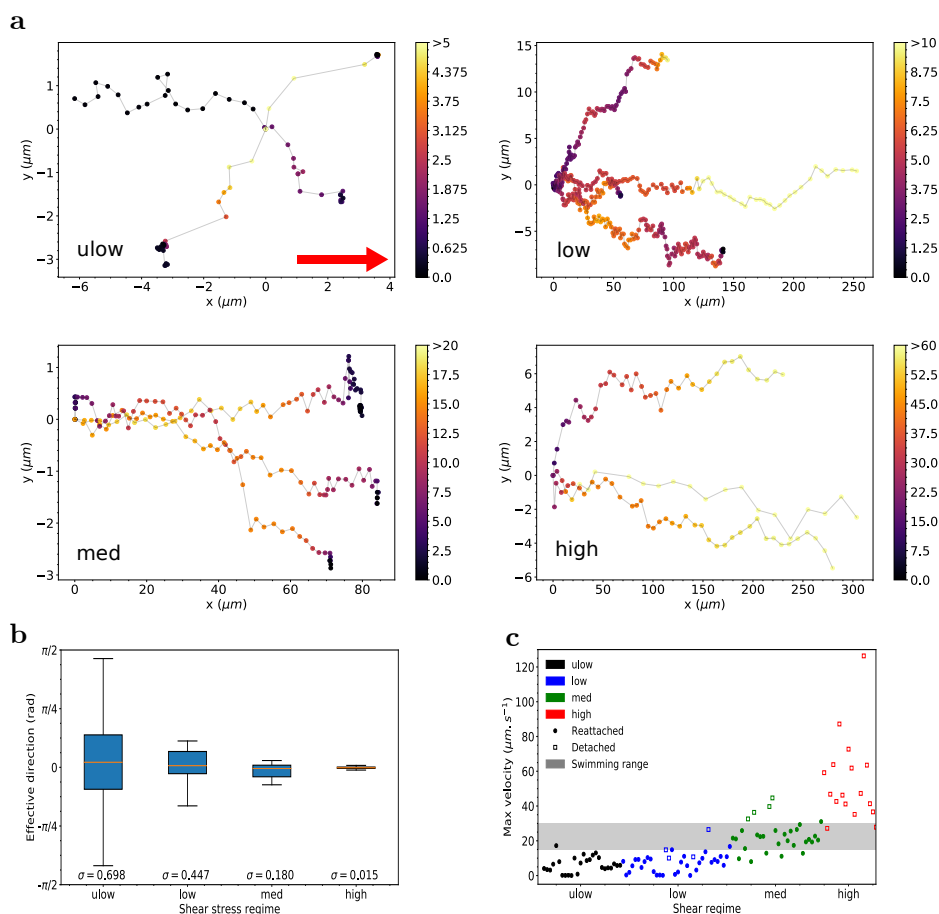 a
1
0
−1
−2
−3
y (μm)
−6
−4
−2
0
2
4
x (μm)
ulow
>5
4.375
3.75
3.125
2.5
1.875
1.25
0.625
0.0
15
10
5
0
−5
y (μm)
0
50
100
150
200
250
x (μm)
low
>10
8.75
7.5
6.25
5.0
3.75
2.5
1.25
0.0
1
0
−1
−2
−3
y (μm)
0
20
40
60
80
x (μm)
med
>20
17.5
15.0
12.5
10.0
7.5
5.0
2.5
0.0
6
4
2
0
−2
−4
−6
y (μm)
0
50
100
150
200
250
300
x (μm)
high
>60
52.5
45.0
37.5
30.0
22.5
15.0
7.5
0.0
b
π/2
π/4
0
-π/4
-π/2
Effective direction (rad)
σ=0,698
σ=0,447
σ=0,180
σ=0,015
ulow
low
med
high
Shear stress regime
c
120
100
80
60
40
20
0
Max velocity (μm.s⁻¹)
ulow
low
med
high
Reattached
Detached
Swimming range
ulow
low
med
high
Shear regime